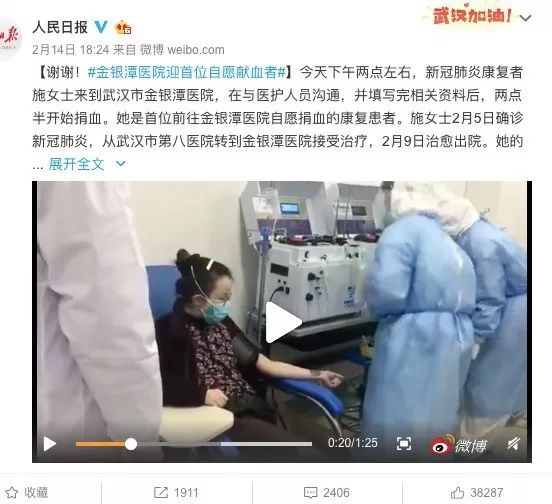 人民日报
武汉加油!
2月14日 18:24 来自 微博 weibo.com
【谢谢！#金银潭医院迎首位自愿献血者】今天下午两点左右，新冠肺炎康复者
施女士来到武汉市金银潭医院，在与医护人员沟通，并填写完相关资料后，两点
半开始捐血。她是首位前往金银潭医院自愿捐血的康复患者。施女士2月5日确诊
新冠肺炎，从武汉市第八医院转到金银潭医院接受治疗，2月9日治愈出院。她的
... 展开全文
0:20/1:25
微博
收藏
1911
2406
38287